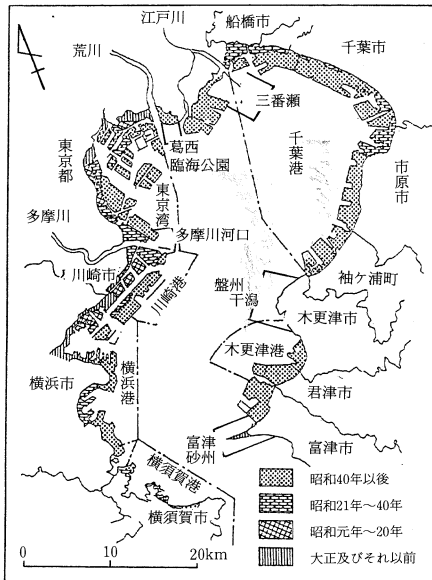 江戸川
船橋市
千葉市
荒川
三番瀬
葛西
臨海公園
千葉港
東京都
東京湾
市原市
多摩川
多摩川河口
川崎市
川崎港
盤州
干潟
袖ケ浦町
木更津市
木更津港
横浜市
横浜港
君津市
富津
砂州
富津市
横須賀港
横須賀市
昭和40年以後
昭和21年～40年
昭和元年～20年
大正及びそれ以前
0 10 20km